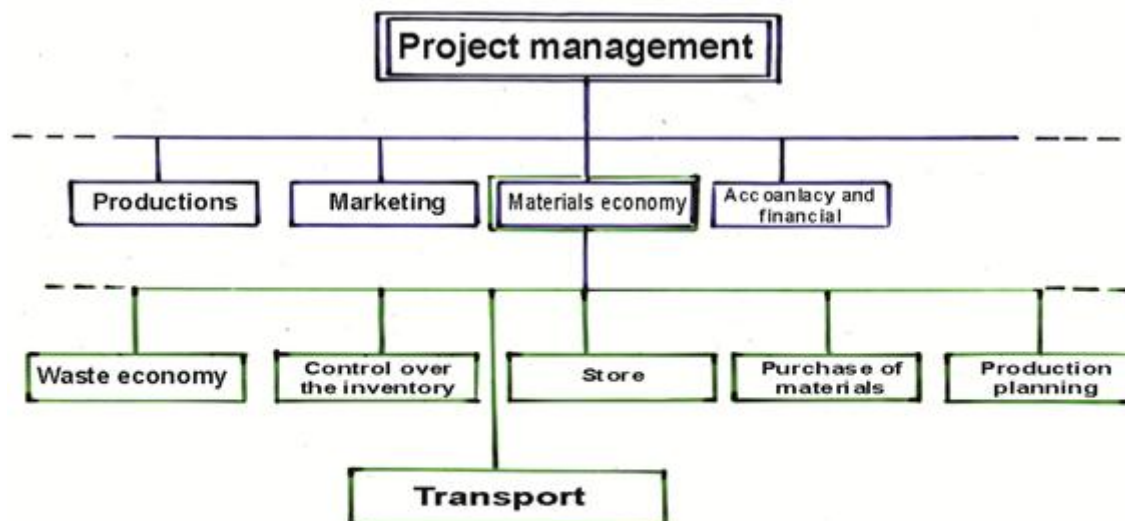 Project management
Productions
Marketing
Materials economy
Accoanlacy and
financial
Waste economy
Control over
the inventory
Store
Purchase of
materials
Production
planning
Transport